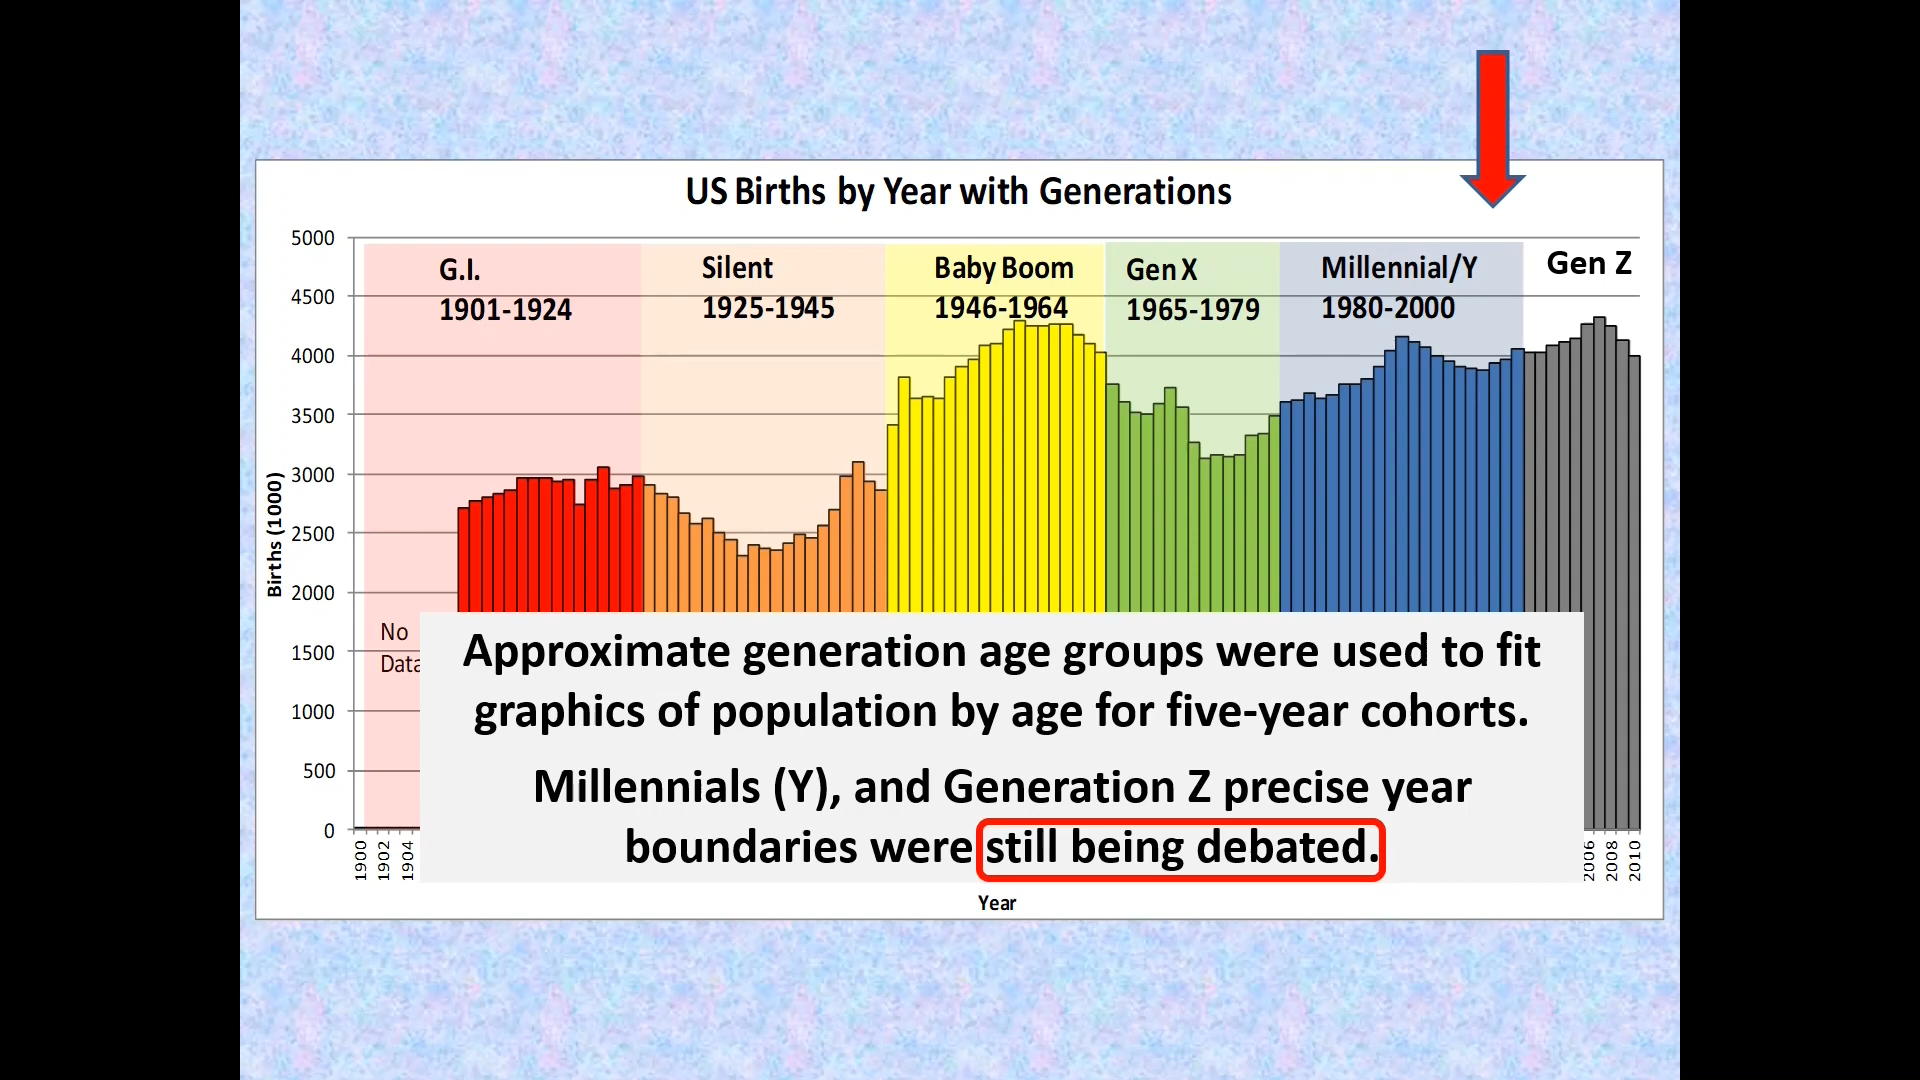 US Births by Year with Generations
5000
4500
4000
3500
3000
2500
2000
1500
1000
500
0
Births (1000)
G.I.
1901-1924
Silent
1925-1945
Baby Boom
1946-1964
Gen X
1965-1979
Millennial/Y
1980-2000
Gen Z
No
Data
Approximate generation age groups were used to fit
graphics of population by age for five-year cohorts.
Millennials (Y), and Generation Z precise year
boundaries were still being debated.
1900
1902
1904
2006
2008
2010
Year